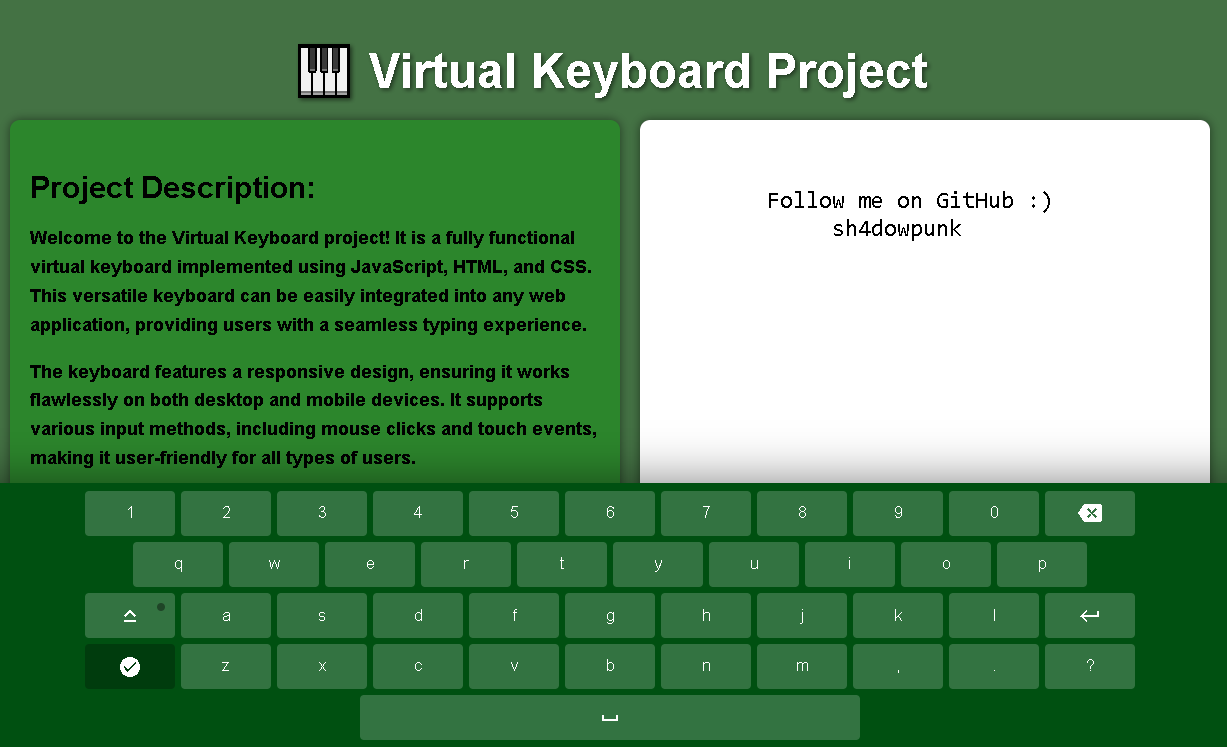 Virtual Keyboard Project
Project Description:
Welcome to the Virtual Keyboard project! It is a fully functional
virtual keyboard implemented using JavaScript, HTML, and CSS.
This versatile keyboard can be easily integrated into any web
application, providing users with a seamless typing experience.
The keyboard features a responsive design, ensuring it works
flawlessly on both desktop and mobile devices. It supports
various input methods, including mouse clicks and touch events,
making it user-friendly for all types of users.
Follow me on GitHub :)
sh4dowpunk
1 2 3 4 5 6 7 8 9 0
q w e r t y u i o p
a s d f g h j k l
z x c v b n m , . ?